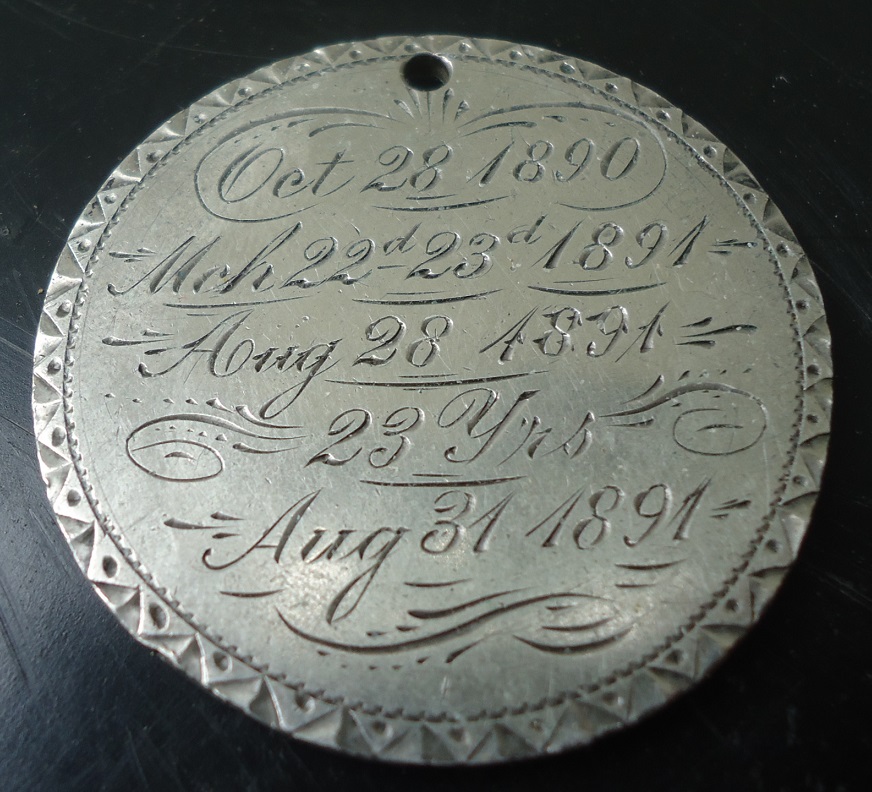 Oct 28 1890
Mch 22d-23d 1891
Aug 28 1891
23 Yrs
Aug 31 1891